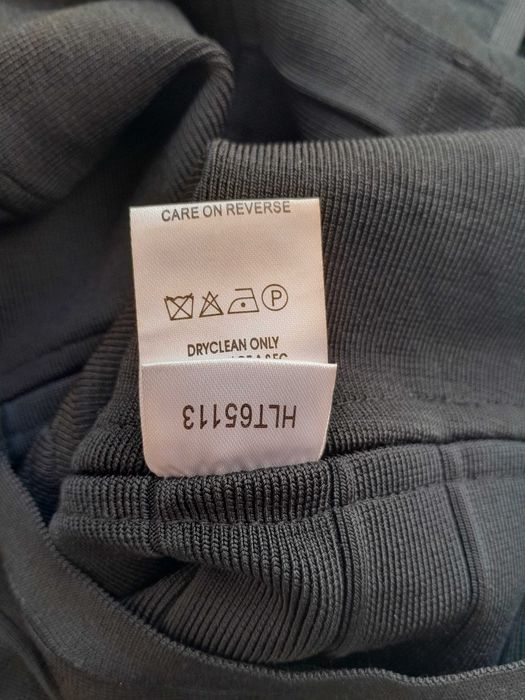 CARE ON REVERSE
P
DRYCLEAN ONLY
HLT65113